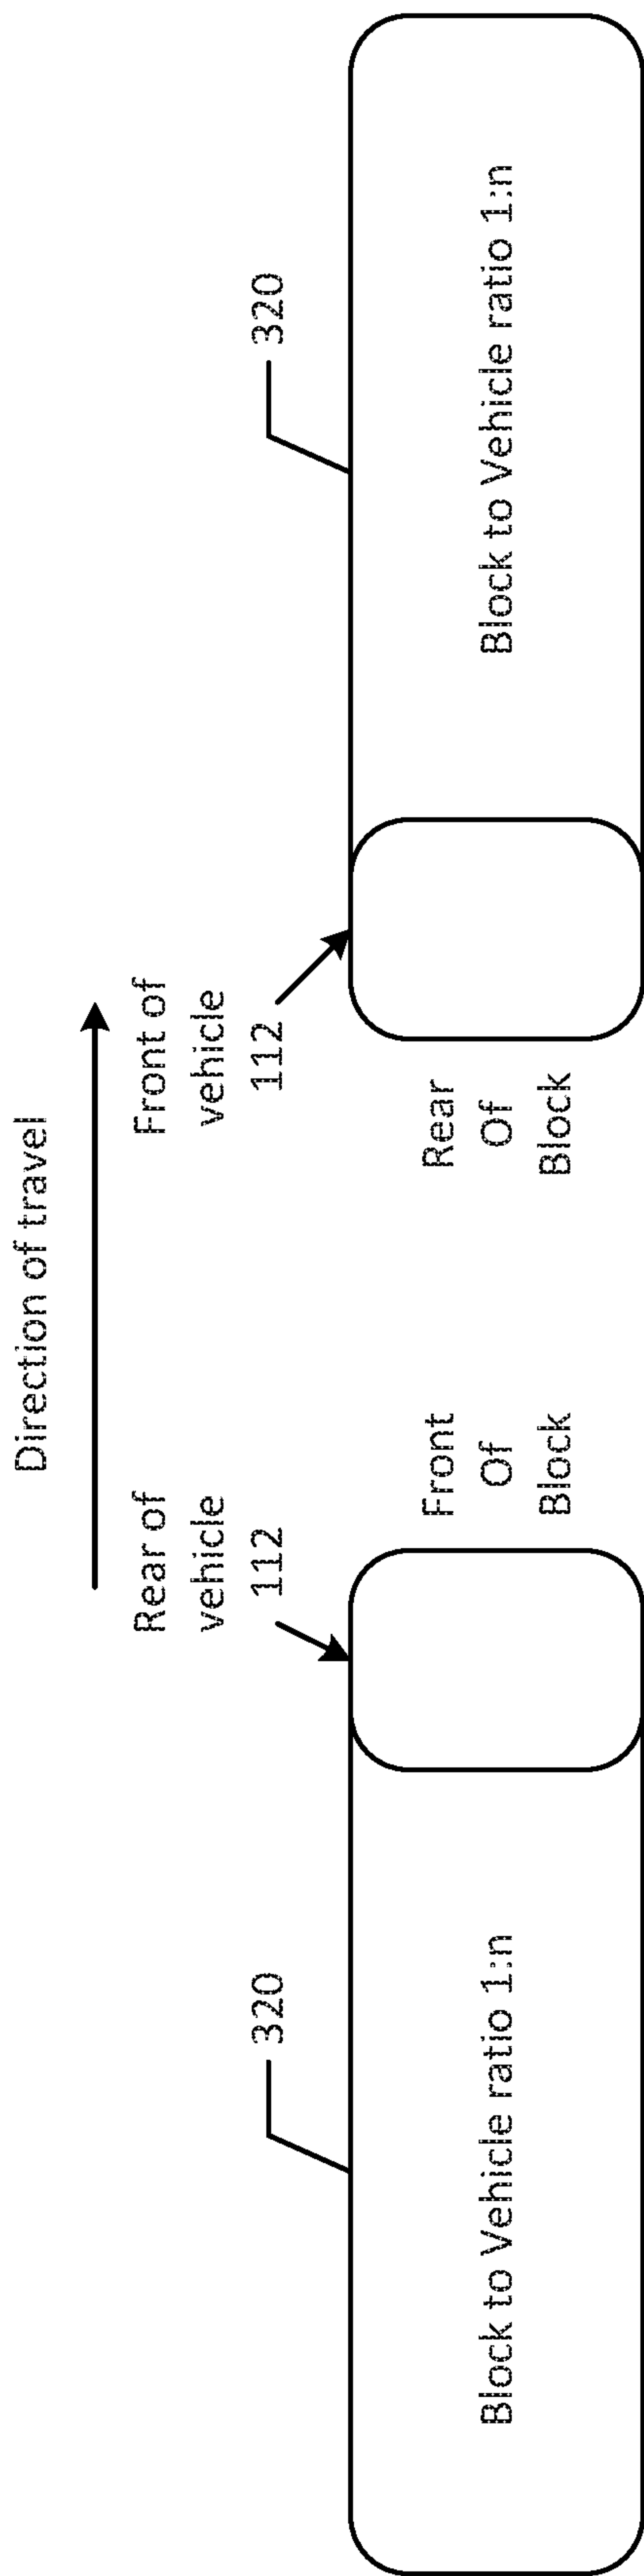 Direction of travel
Rear of
vehicle
112
Front of
vehicle
112
320
320
Block to Vehicle ratio 1:n
Front
Of
Block
Rear
Of
Block
Block to Vehicle ratio 1:n